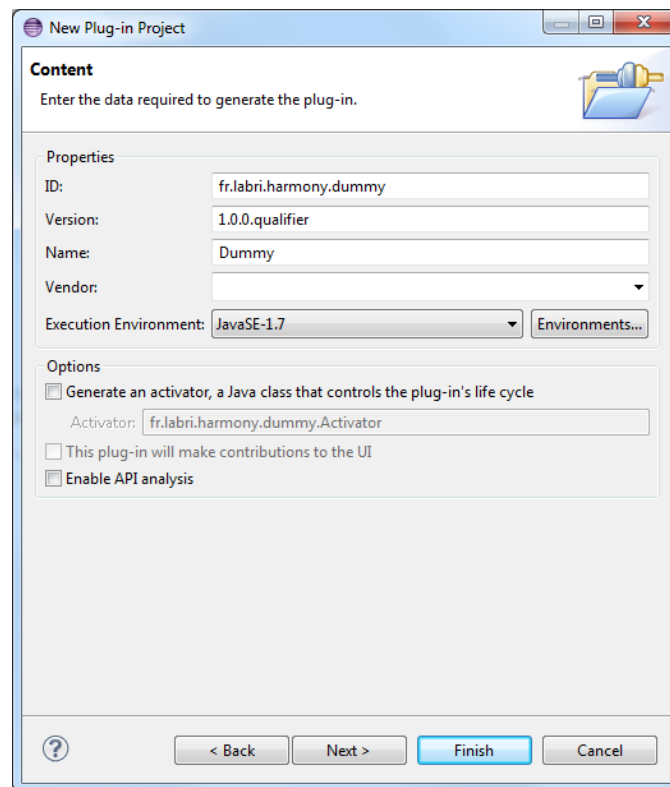 New Plug-in Project
Content
Enter the data required to generate the plug-in.
Properties
ID: fr.labri.harmony.dummy
Version: 1.0.0.qualifier
Name: Dummy
Vendor:
Execution Environment: JavaSE-1.7 Environments...
Options
Generate an activator, a Java class that controls the plug-in's life cycle
Activator: fr.labri.harmony.dummy.Activator
This plug-in will make contributions to the UI
Enable API analysis
? < Back Next > Finish Cancel